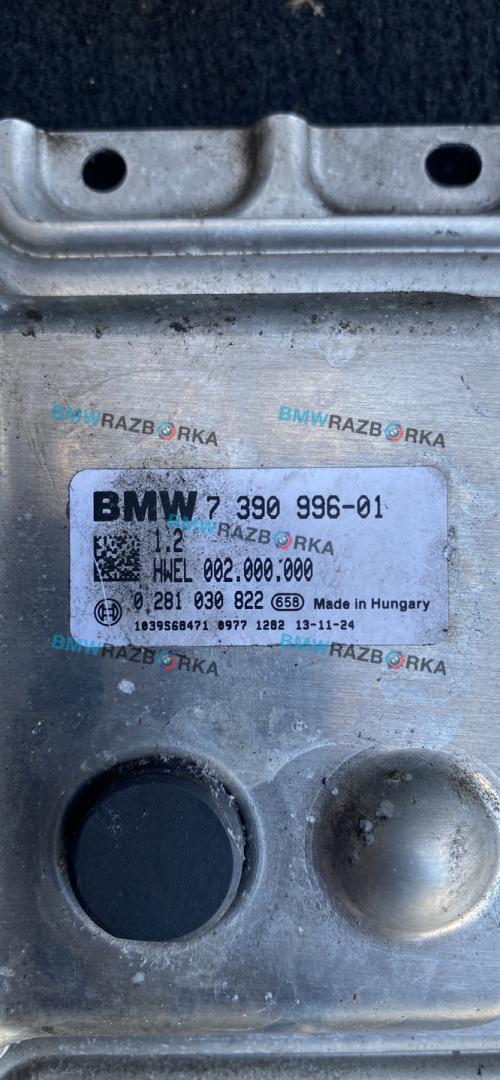 BMWRAZBORKA BMWRAZBORKA
BMW 7 390 996-01
1.2
BMWRAZBORKA
HWEL 002.000.000
0 281 030 822 658 Made in Hungary
1039S68471 0977 1282 13-11-24
BMWRAZBORKA BMWRAZBORKA